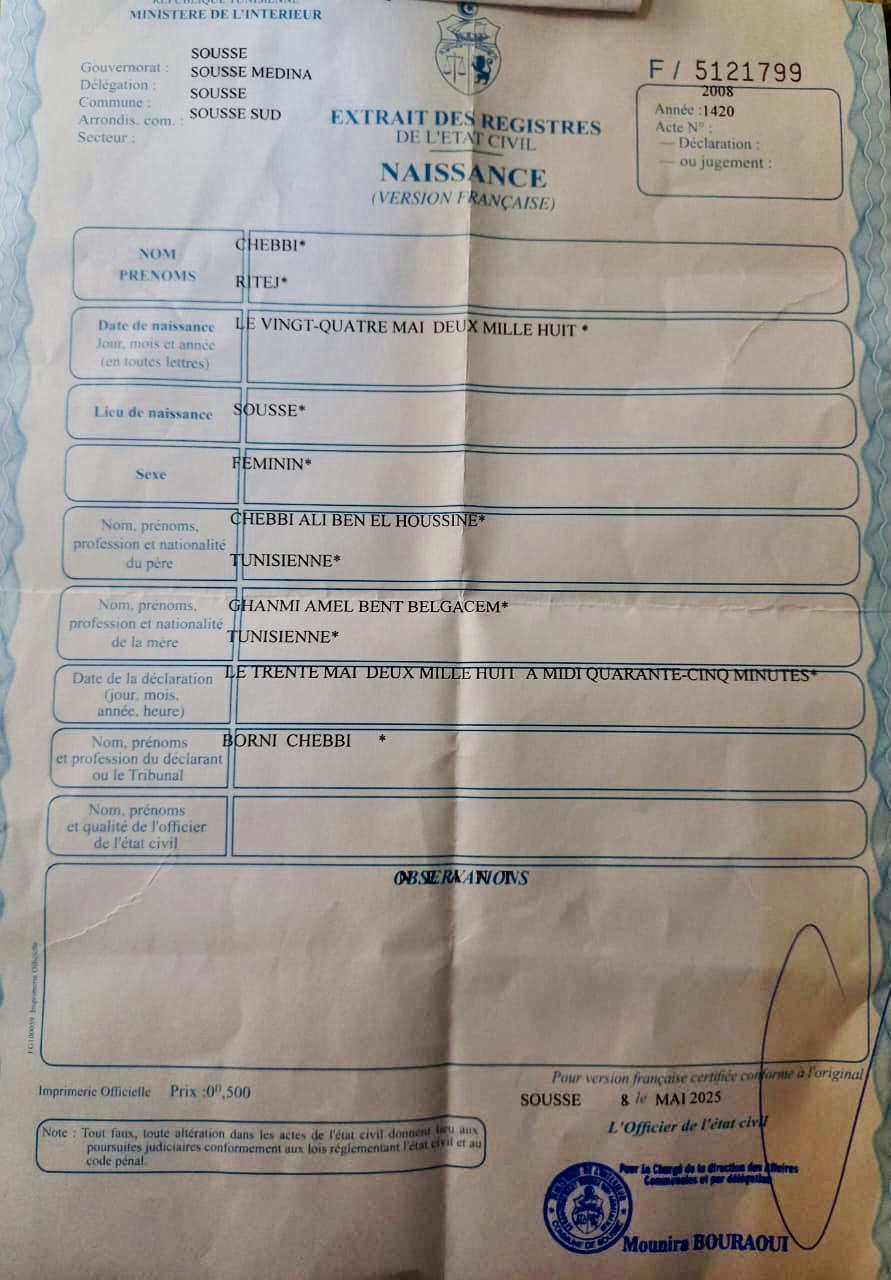 REPUBLIQUE TUNISIENNE
MINISTERE DE L'INTERIEUR
Gouvernorat : SOUSSE
Délégation : SOUSSE MEDINA
Commune : SOUSSE
Arrondis. com. : SOUSSE SUD
Secteur :
F / 5121799
2008
Année : 1420
Acte N° :
— Déclaration :
— ou jugement :
EXTRAIT DES REGISTRES
DE L'ETAT CIVIL
NAISSANCE
(VERSION FRANÇAISE)
NOM
PRENOMS
CHEBBI*
RITEJ*
Date de naissance
Jour, mois et année
(en toutes lettres)
LE VINGT-QUATRE MAI DEUX MILLE HUIT *
Lieu de naissance
SOUSSE*
Sexe
FEMININ*
Nom, prénoms,
profession et nationalité
du père
CHEBBI ALI BEN EL HOUSSINE*
TUNISIENNE*
Nom, prénoms,
profession et nationalité
de la mère
GHANMI AMEL BENT BELGACEM*
TUNISIENNE*
Date de la déclaration
(jour, mois,
année, heure)
LE TRENTE MAI DEUX MILLE HUIT A MIDI QUARANTE-CINQ MINUTES*
Nom, prénoms
et profession du déclarant
ou le Tribunal
BORNI CHEBBI *
Nom, prénoms
et qualité de l'officier
de l'état civil
OBSERVATIONS
N E A N T
Imprimerie Officielle
Imprimerie Officielle Prix :0ᴰ,500
Note : Tout faux, toute altération dans les actes de l'état civil donnent lieu aux
poursuites judiciaires conformement aux lois réglementant l'état civil et au
code pénal.
Pour version française certifiée conforme à l'original
SOUSSE 8 le MAI 2025
L'Officier de l'état civil
Pour le Chargé de la direction des Affaires
Communales et par délégation
Mounira BOURAOUI
COMMUNE DE SOUSSE